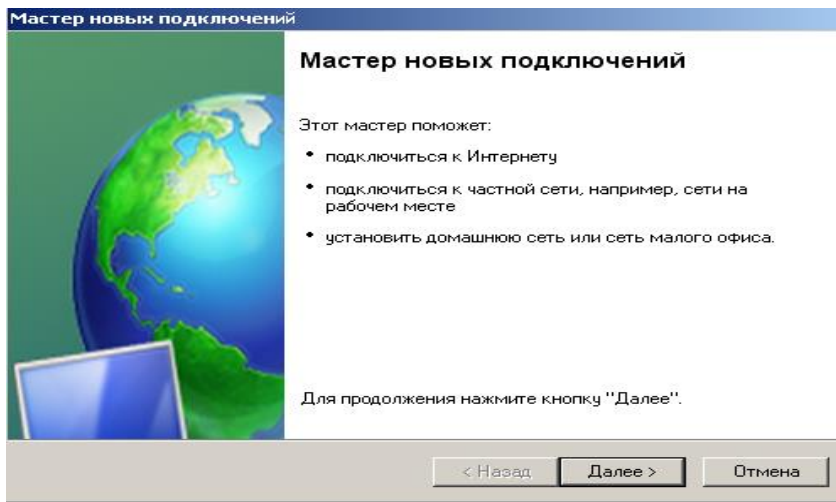 Мастер новых подключений
Мастер новых подключений
Этот мастер поможет:
• подключиться к Интернету
• подключиться к частной сети, например, сети на
рабочем месте
• установить домашнюю сеть или сеть малого офиса.
Для продолжения нажмите кнопку "Далее".
< Назад Далее > Отмена